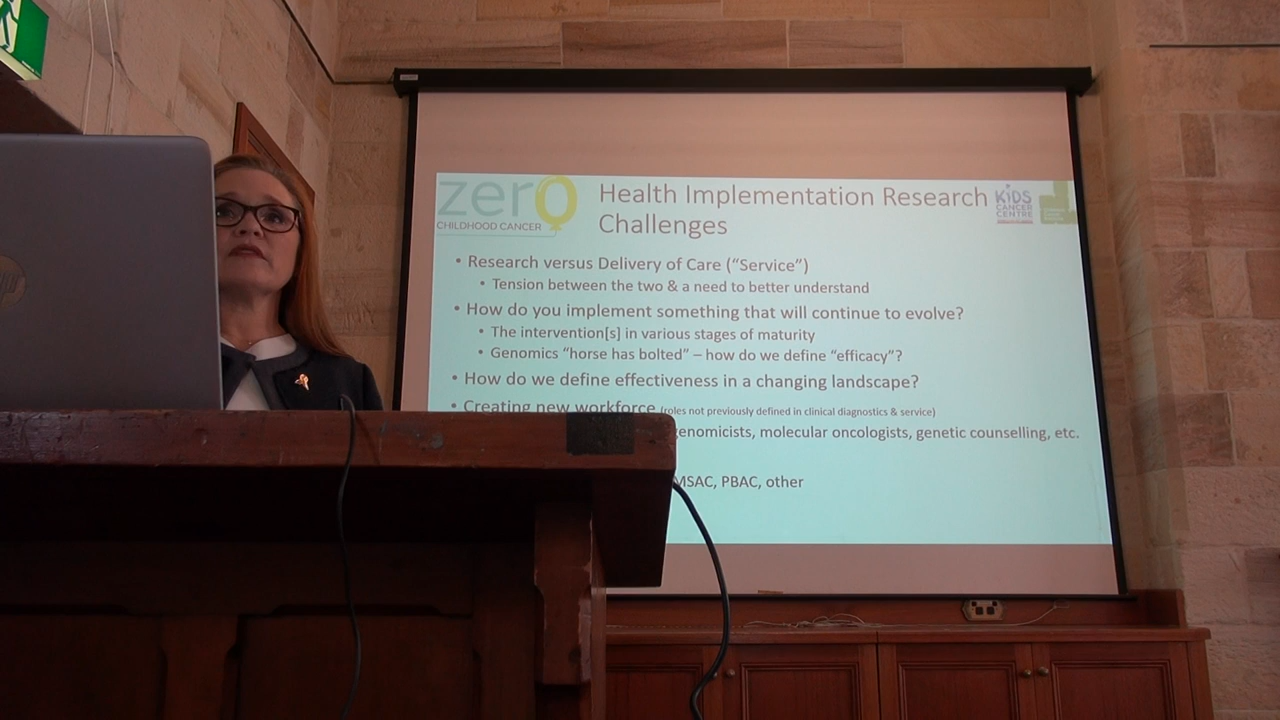 zero
CHILDHOOD CANCER
Health Implementation Research
Challenges
KiDS
CANCER
CENTRE
• Research versus Delivery of Care (“Service”)
• Tension between the two & a need to better understand
• How do you implement something that will continue to evolve?
• The intervention[s] in various stages of maturity
• Genomics “horse has bolted” – how do we define “efficacy”?
• How do we define effectiveness in a changing landscape?
• Creating new workforce (roles not previously defined in clinical diagnostics & service)
genomicists, molecular oncologists, genetic counselling, etc.
MSAC, PBAC, other
hp